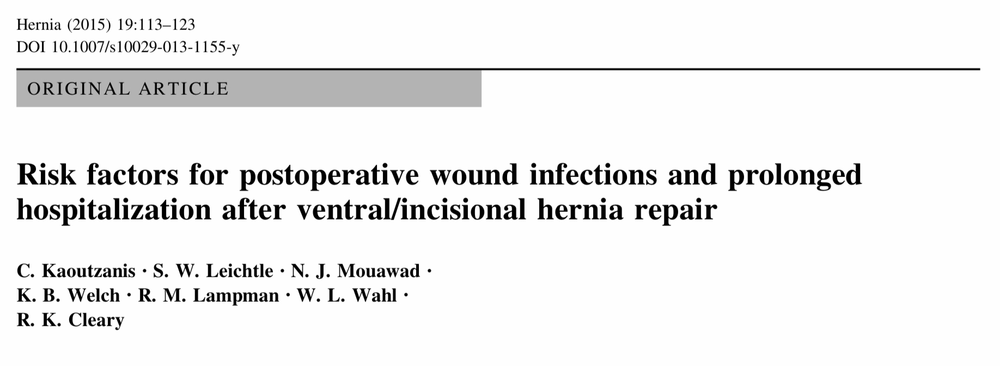 Hernia (2015) 19:113–123
DOI 10.1007/s10029-013-1155-y
ORIGINAL ARTICLE
Risk factors for postoperative wound infections and prolonged
hospitalization after ventral/incisional hernia repair
C. Kaoutzanis · S. W. Leichtle · N. J. Mouawad ·
K. B. Welch · R. M. Lampman · W. L. Wahl ·
R. K. Cleary